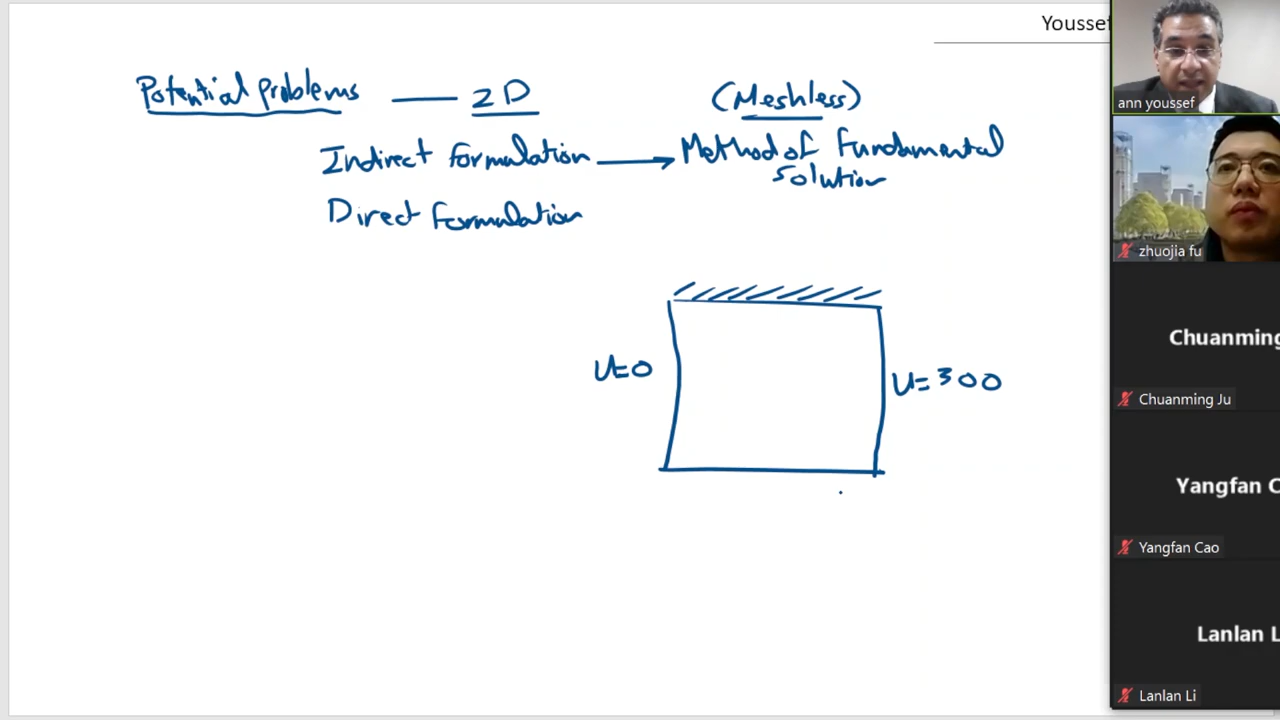 Youssef
Potential problems — 2D
(Meshless)
Indirect formulation → Method of Fundamental
Solution
Direct formulation
U=0
U=300
ann youssef
zhuojia fu
Chuanming
Chuanming Ju
Yangfan C
Yangfan Cao
Lanlan L
Lanlan Li